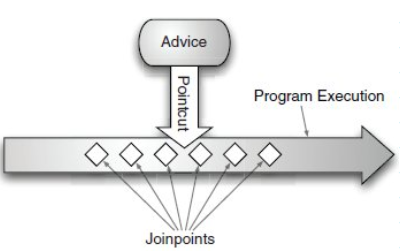 Advice
Pointcut
Program Execution
Joinpoints